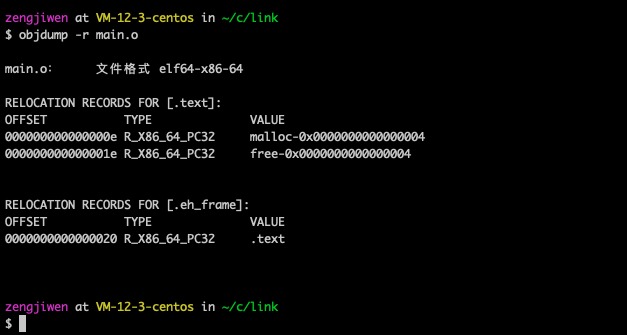 zengjiwen at VM-12-3-centos in ~/c/link
$ objdump -r main.o
main.o:     文件格式 elf64-x86-64
RELOCATION RECORDS FOR [.text]:
OFFSET           TYPE              VALUE
000000000000000e R_X86_64_PC32     malloc-0x0000000000000004
000000000000001e R_X86_64_PC32     free-0x0000000000000004
RELOCATION RECORDS FOR [.eh_frame]:
OFFSET           TYPE              VALUE
0000000000000020 R_X86_64_PC32     .text
zengjiwen at VM-12-3-centos in ~/c/link
$